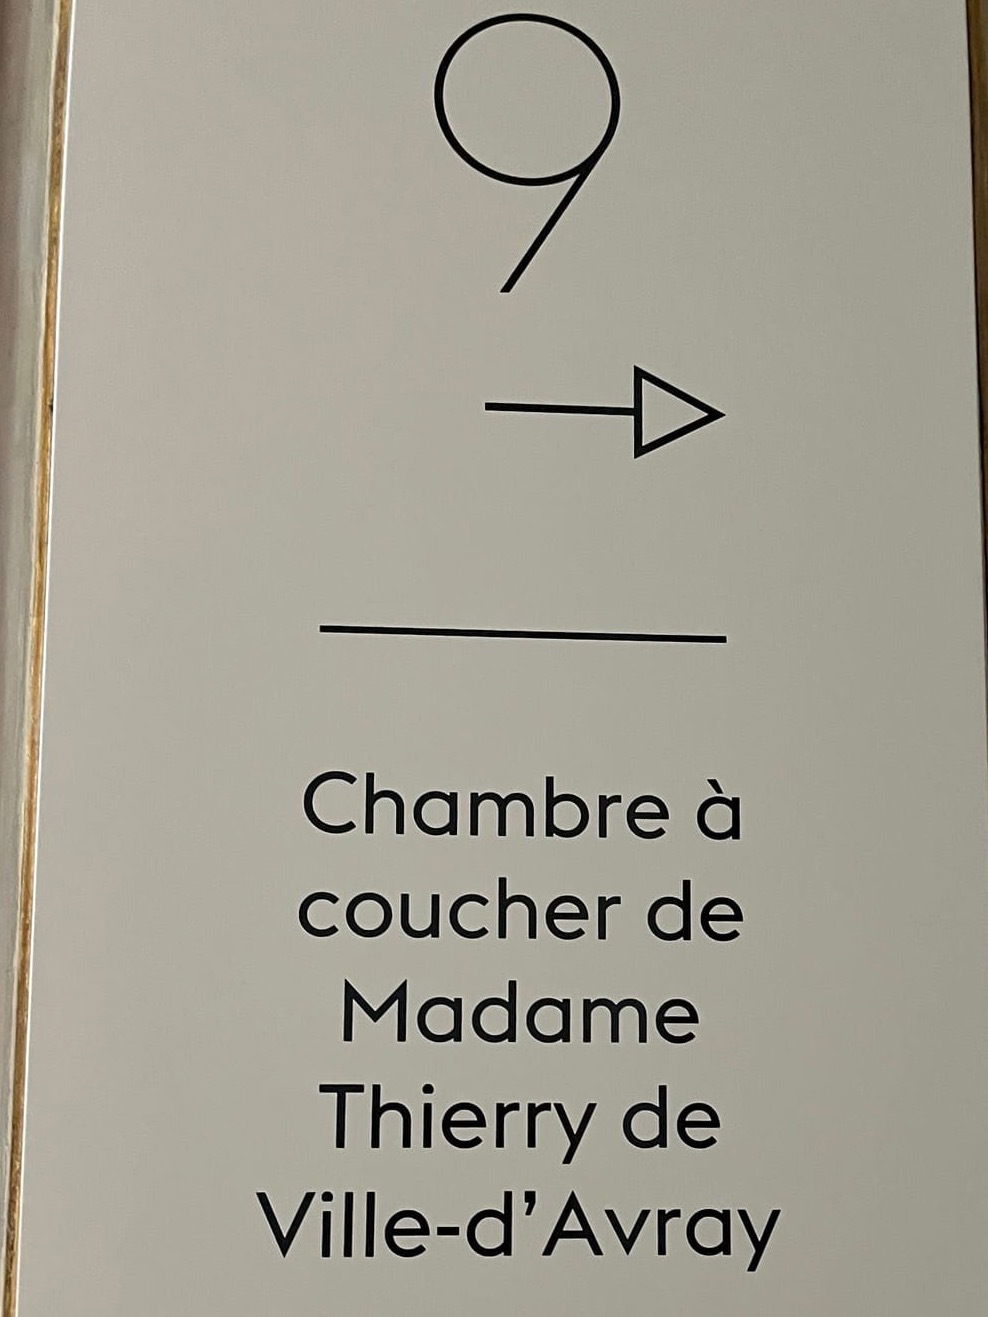 9
Chambre à
coucher de
Madame
Thierry de
Ville-d’Avray